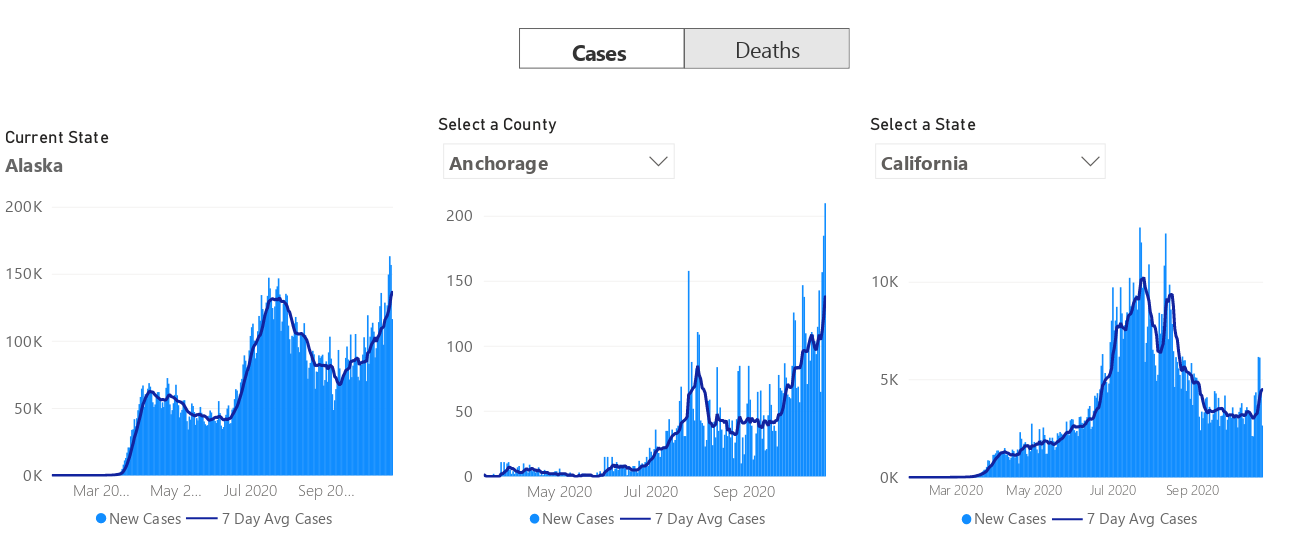 Cases
Deaths
Current State
Alaska
200K
150K
100K
50K
0K
Mar 20... May 2... Jul 2020 Sep 20...
New Cases 7 Day Avg Cases
Select a County
Anchorage
200
150
100
50
0
May 2020 Jul 2020 Sep 2020
New Cases 7 Day Avg Cases
Select a State
California
10K
5K
0K
Mar 2020 May 2020 Jul 2020 Sep 2020
New Cases 7 Day Avg Cases